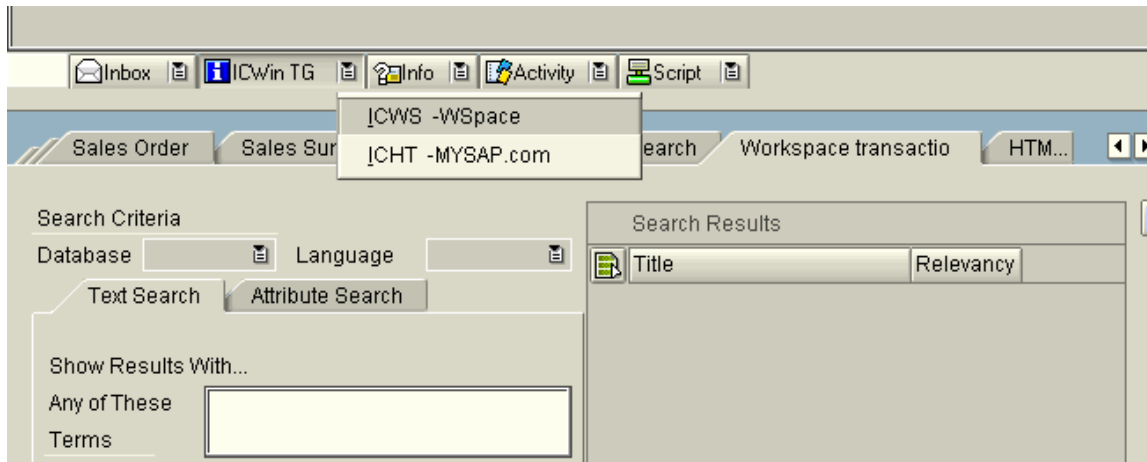 Inbox ICWin TG Info Activity Script
ICWS -WSpace
ICHT -MYSAP.com
Sales Order Sales Sur earch Workspace transactio HTM...
Search Criteria
Database Language
Text Search Attribute Search
Show Results With...
Any of These
Terms
Search Results
Title Relevancy